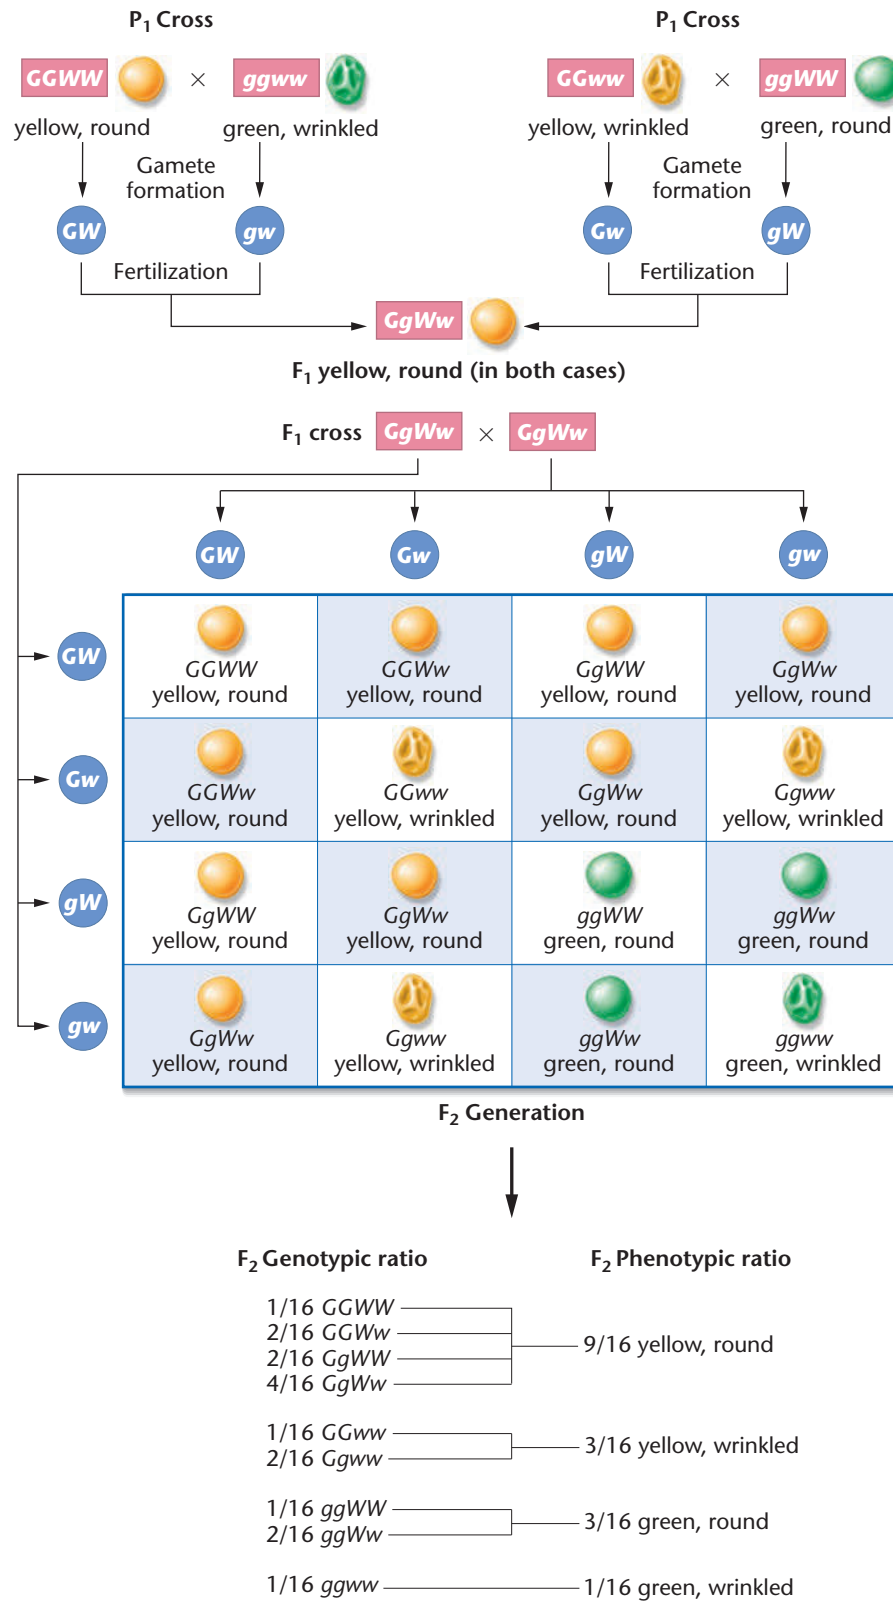 P1 Cross
P1 Cross
GGWW × ggww
GGww × ggWW
yellow, round green, wrinkled
yellow, wrinkled green, round
Gamete
formation
Gamete
formation
GW gw
Gw gW
Fertilization
Fertilization
GgWw
F1 yellow, round (in both cases)
F1 cross GgWw × GgWw
GW Gw gW gw
GW
GGWW GGWw GgWW GgWw
yellow, round yellow, round yellow, round yellow, round
Gw
GGWw GGww GgWw Ggww
yellow, round yellow, wrinkled yellow, round yellow, wrinkled
gW
GgWW GgWw ggWW ggWw
yellow, round yellow, round green, round green, round
gw
GgWw Ggww ggWw ggww
yellow, round yellow, wrinkled green, round green, wrinkled
F2 Generation
F2 Genotypic ratio F2 Phenotypic ratio
1/16 GGWW
2/16 GGWw
2/16 GgWW
4/16 GgWw
9/16 yellow, round
1/16 GGww
2/16 Ggww
3/16 yellow, wrinkled
1/16 ggWW
2/16 ggWw
3/16 green, round
1/16 ggww 1/16 green, wrinkled